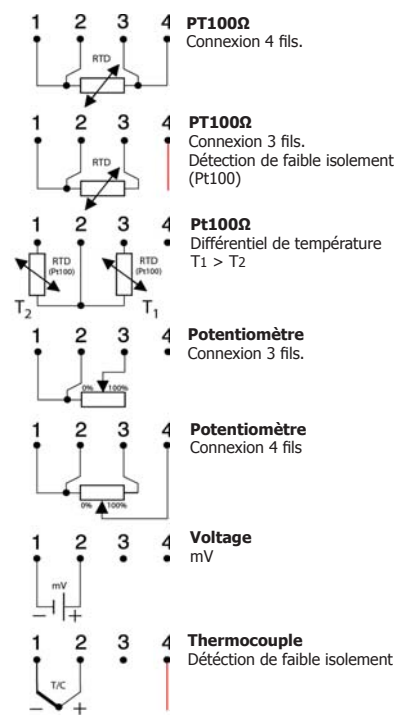 1 2 3 4
RTD
PT100Ω
Connexion 4 fils.
1 2 3 4
RTD
PT100Ω
Connexion 3 fils.
Détection de faible isolement
(Pt100)
1 2 3 4
RTD
(Pt100)
RTD
(Pt100)
T2
T1
Pt100Ω
Différentiel de température
T1 > T2
1 2 3 4
0% 100%
Potentiomètre
Connexion 3 fils.
1 2 3 4
0% 100%
Potentiomètre
Connexion 4 fils
1 2 3 4
mV
− +
Voltage
mV
1 2 3 4
T/C
− +
Thermocouple
Détéction de faible isolement